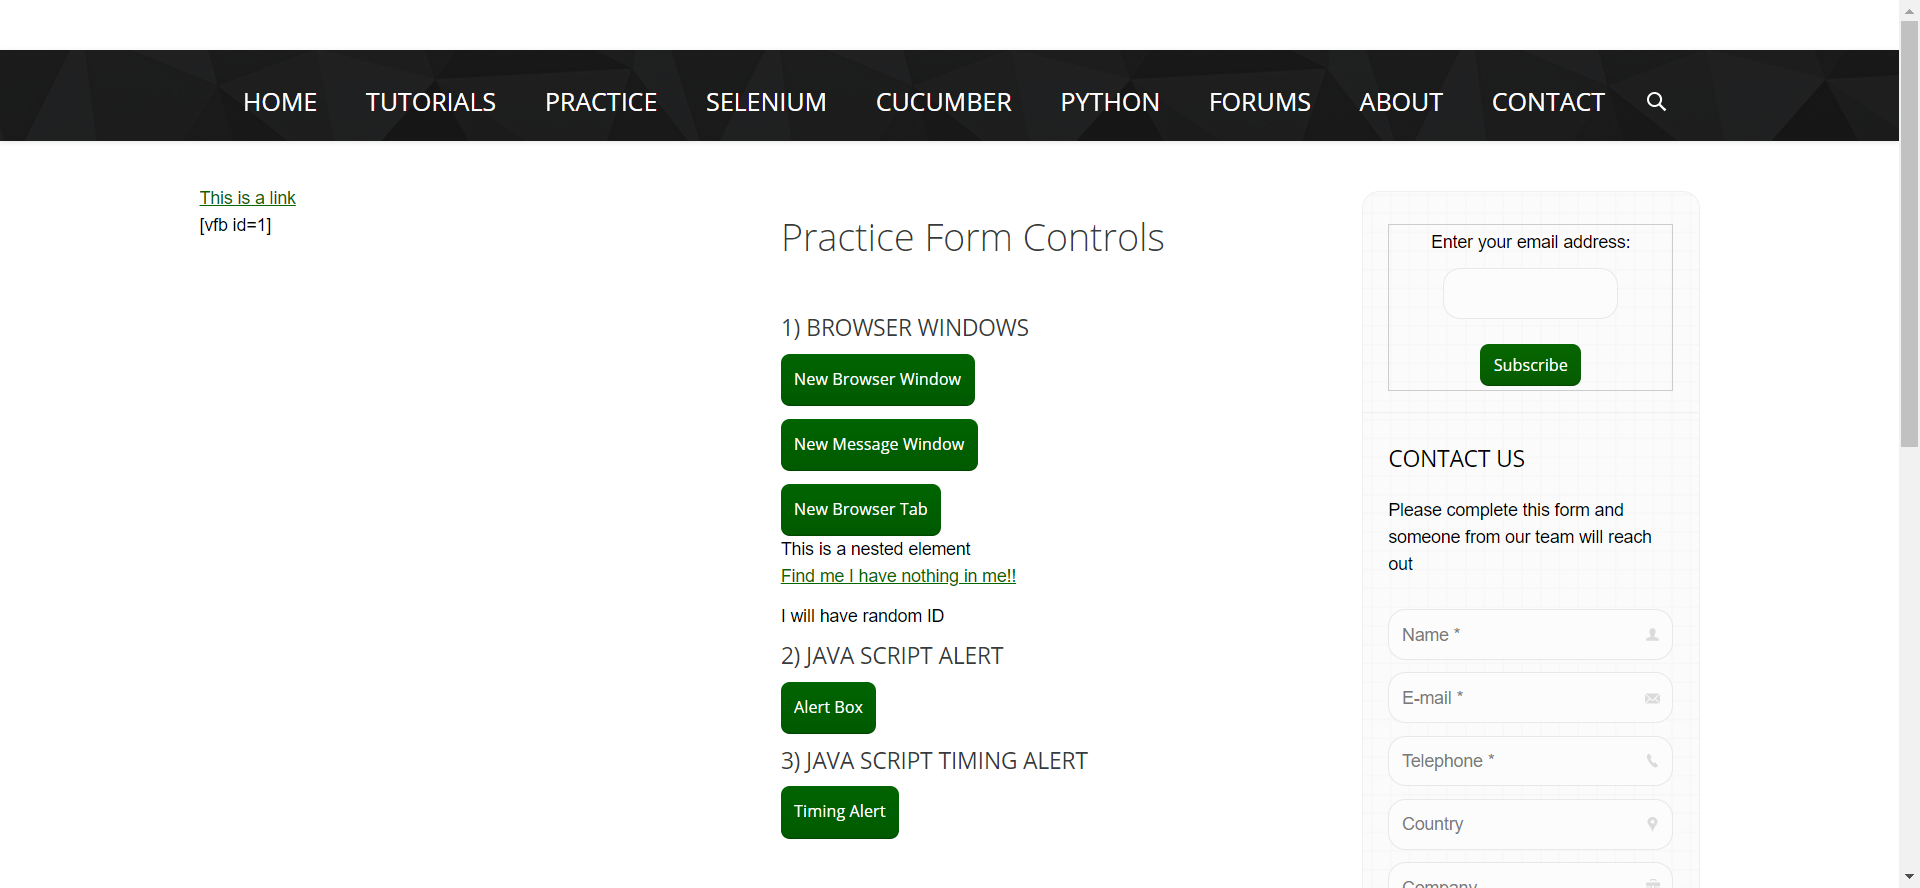 HOME TUTORIALS PRACTICE SELENIUM CUCUMBER PYTHON FORUMS ABOUT CONTACT
This is a link
[vfb id=1]
Practice Form Controls
1) BROWSER WINDOWS
New Browser Window
New Message Window
New Browser Tab
This is a nested element
Find me I have nothing in me!!
I will have random ID
2) JAVA SCRIPT ALERT
Alert Box
3) JAVA SCRIPT TIMING ALERT
Timing Alert
Enter your email address:
Subscribe
CONTACT US
Please complete this form and
someone from our team will reach
out
Name *
E-mail *
Telephone *
Country
Company